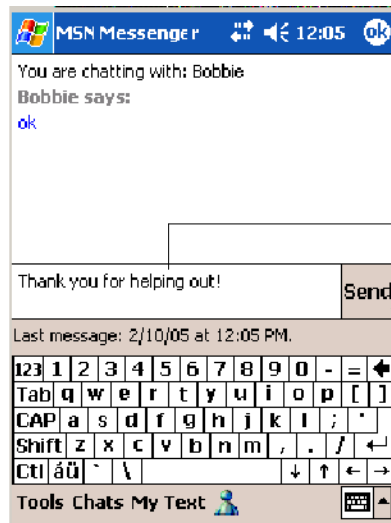 MSN Messenger 12:05 ok
You are chatting with: Bobbie
Bobbie says:
ok
Thank you for helping out!
Send
Last message: 2/10/05 at 12:05 PM.
123 1 2 3 4 5 6 7 8 9 0 - =
Tab q w e r t y u i o p [ ]
CAP a s d f g h j k l ; '
Shift z x c v b n m , . /
Ctl áü ` \
Tools Chats My Text